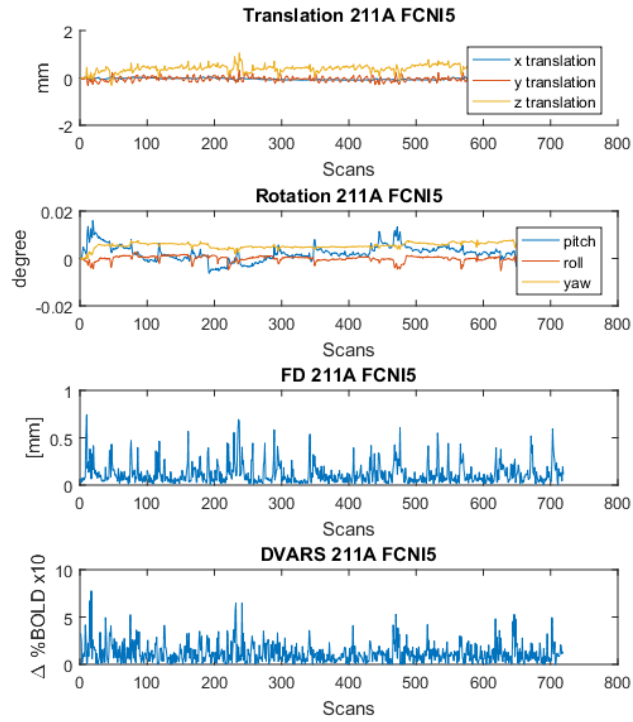 Translation 211A FCNI5
2
0
-2
mm
0 100 200 300 400 500 600 700 800
Scans
x translation
y translation
z translation
Rotation 211A FCNI5
0.02
0
-0.02
degree
0 100 200 300 400 500 600 700 800
Scans
pitch
roll
yaw
FD 211A FCNI5
1
0.5
0
[mm]
0 100 200 300 400 500 600 700 800
Scans
DVARS 211A FCNI5
10
5
0
Δ %BOLD x10
0 100 200 300 400 500 600 700 800
Scans